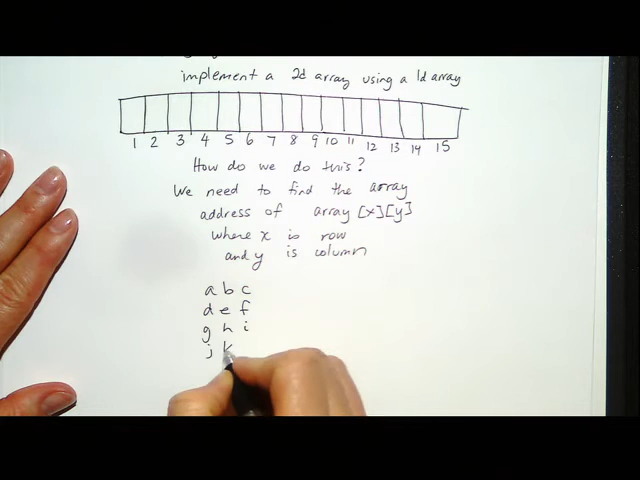 implement a 2d array using a 1d array
1 2 3 4 5 6 7 8 9 10 11 12 13 14 15
How do we do this?
We need to find the array
address of array [x][y]
where x is row
and y is column
a b c
d e f
g h i
j k